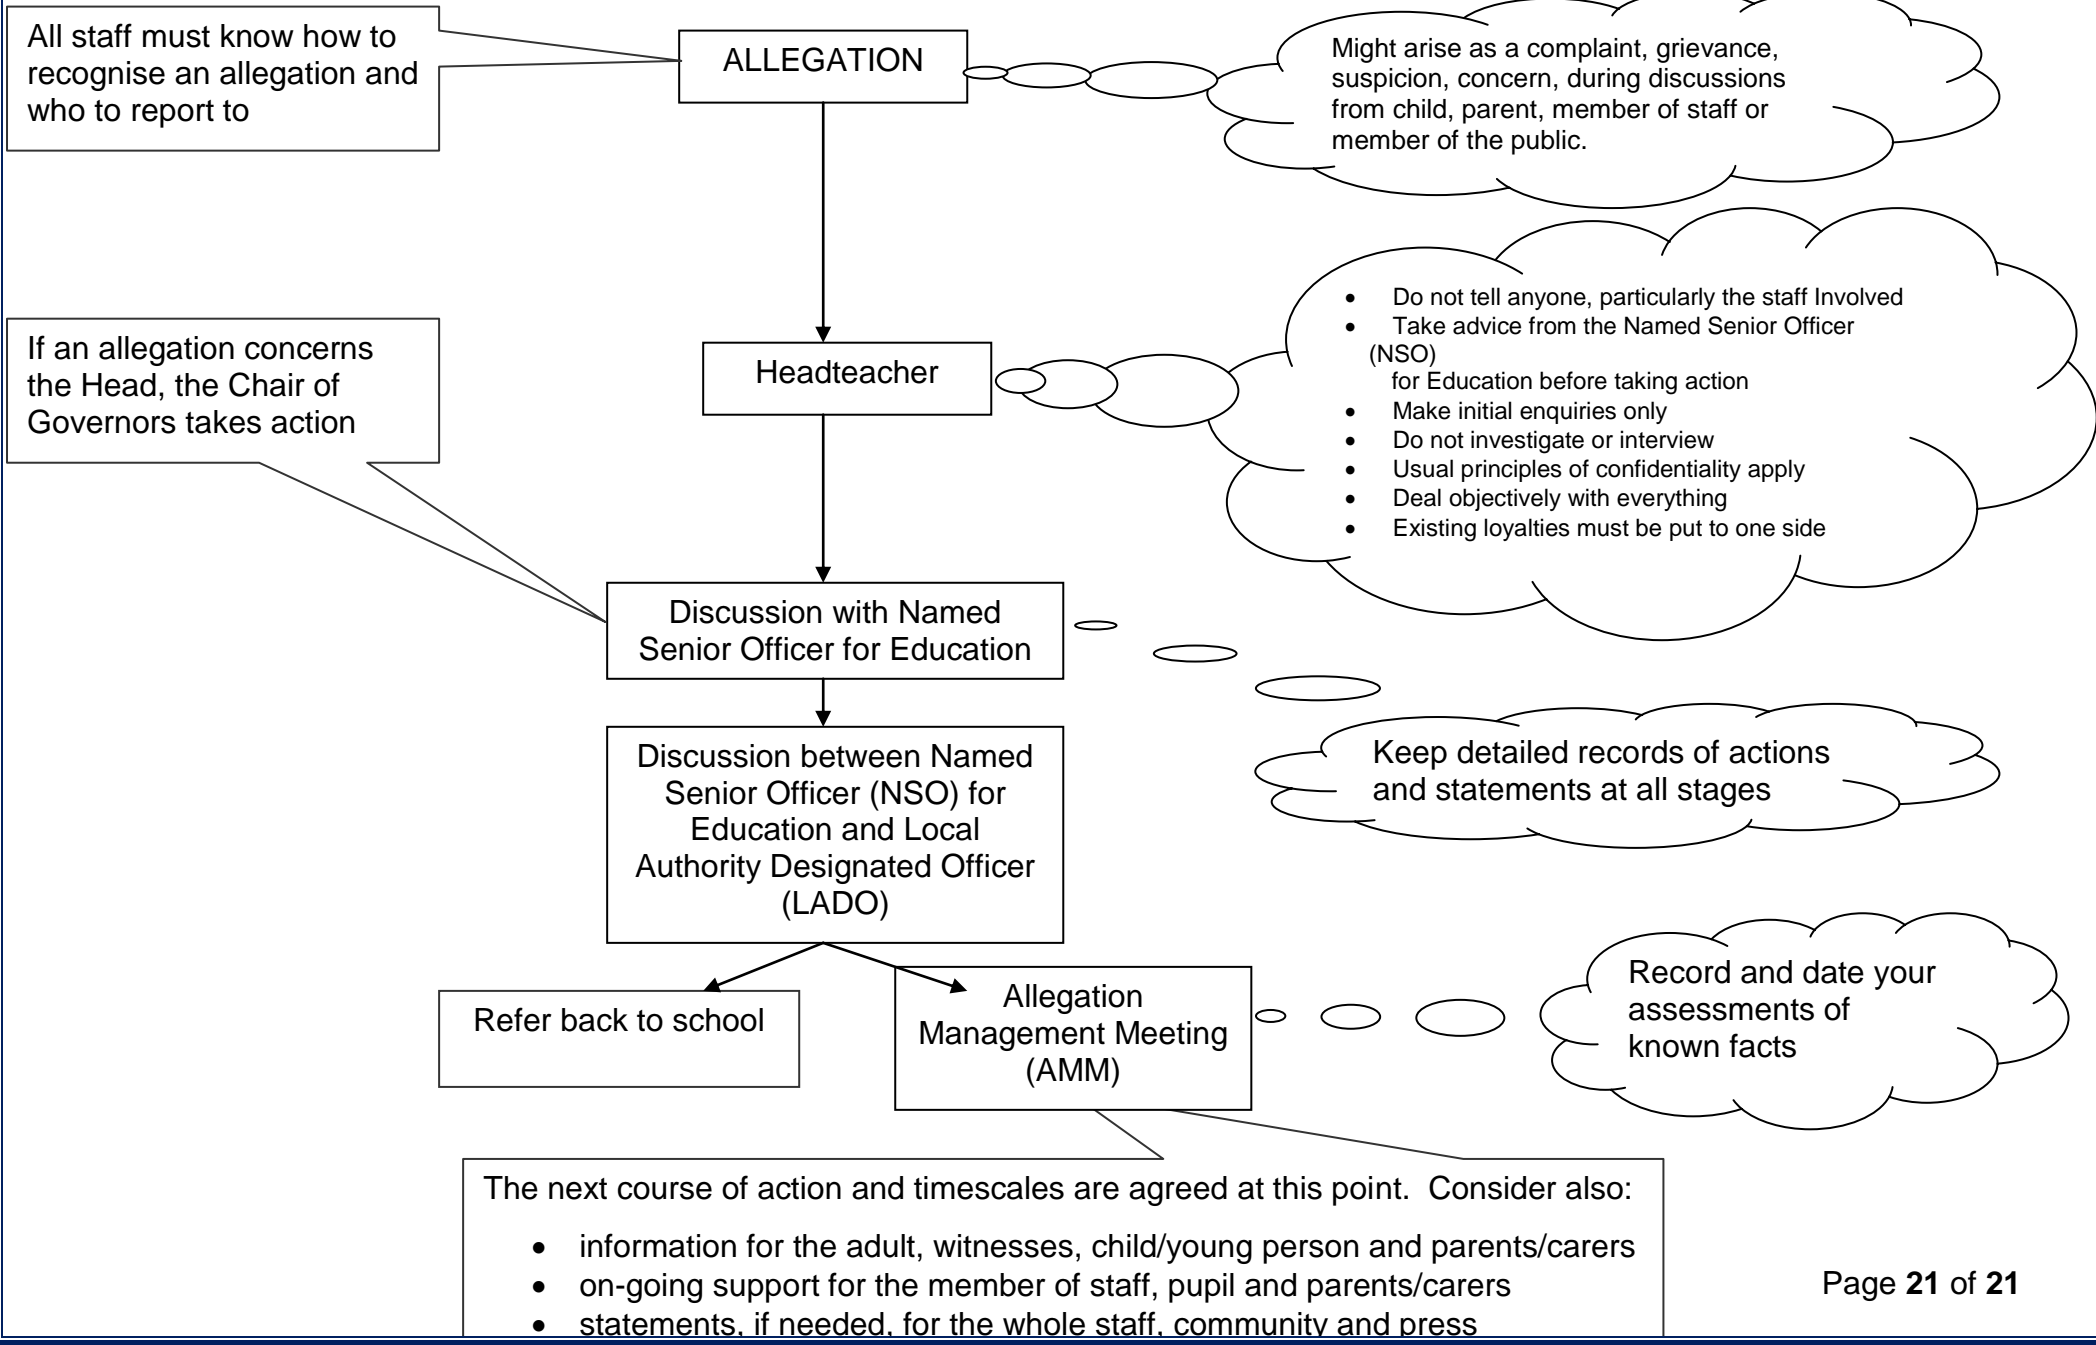 All staff must know how to
recognise an allegation and
who to report to
ALLEGATION
Might arise as a complaint, grievance,
suspicion, concern, during discussions
from child, parent, member of staff or
member of the public.
If an allegation concerns
the Head, the Chair of
Governors takes action
Headteacher
• Do not tell anyone, particularly the staff Involved
• Take advice from the Named Senior Officer
(NSO)
for Education before taking action
• Make initial enquiries only
• Do not investigate or interview
• Usual principles of confidentiality apply
• Deal objectively with everything
• Existing loyalties must be put to one side
Discussion with Named
Senior Officer for Education
Keep detailed records of actions
and statements at all stages
Discussion between Named
Senior Officer (NSO) for
Education and Local
Authority Designated Officer
(LADO)
Refer back to school
Allegation
Management Meeting
(AMM)
Record and date your
assessments of
known facts
The next course of action and timescales are agreed at this point.  Consider also:
• information for the adult, witnesses, child/young person and parents/carers
• on-going support for the member of staff, pupil and parents/carers
• statements, if needed, for the whole staff, community and press
Page 21 of 21